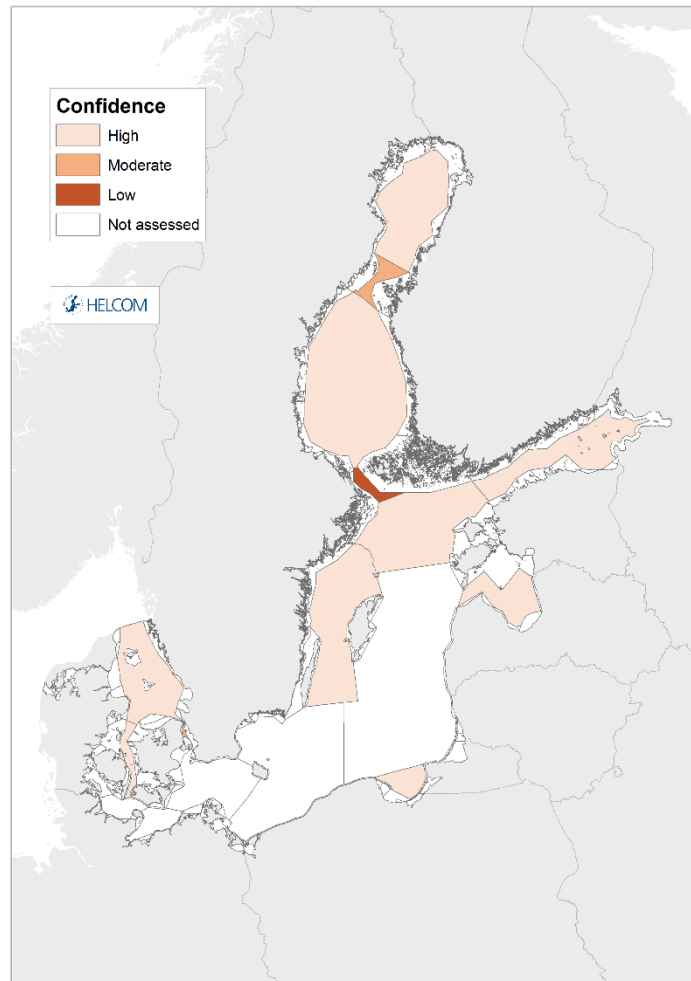 Confidence
High
Moderate
Low
Not assessed
HELCOM